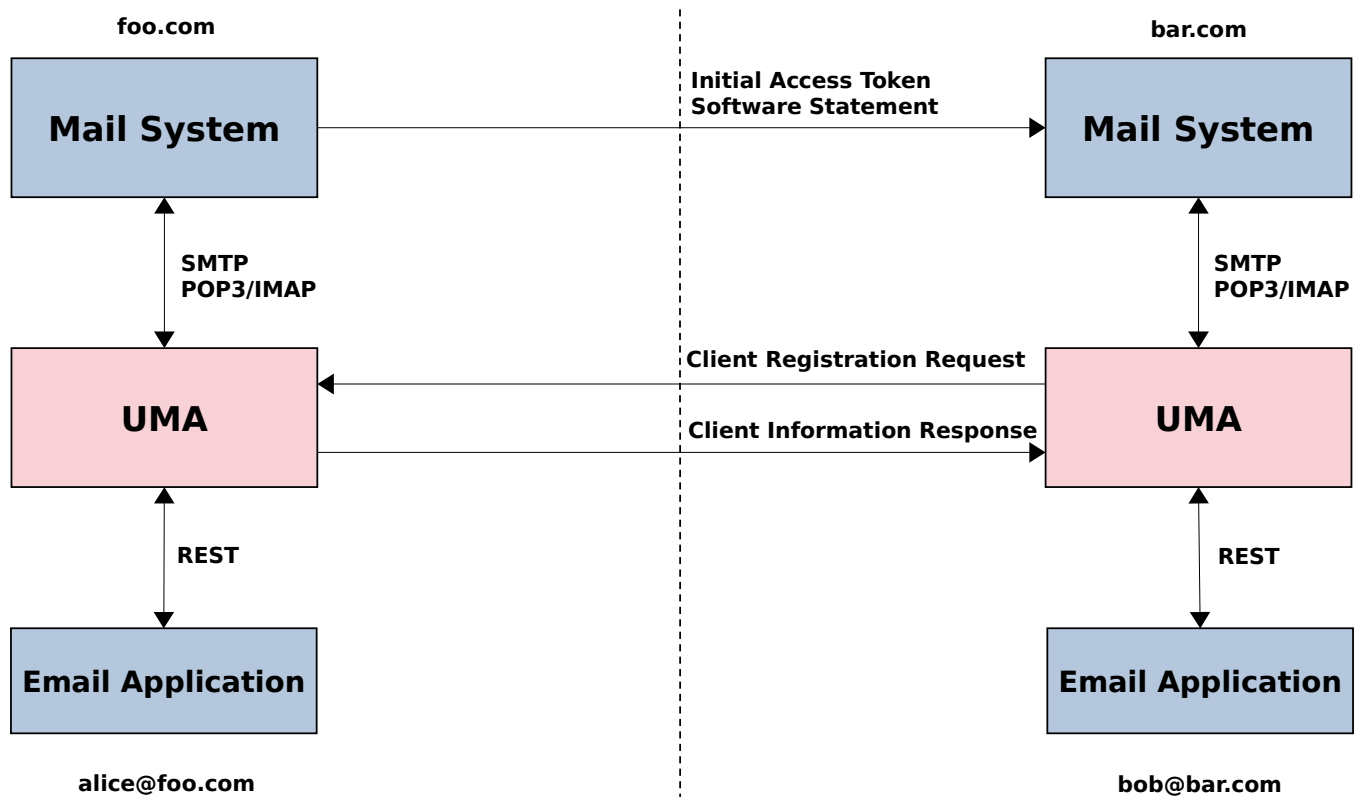 foo.com
bar.com
Initial Access Token
Software Statement
Mail System
Mail System
SMTP
POP3/IMAP
SMTP
POP3/IMAP
Client Registration Request
UMA
UMA
Client Information Response
REST
REST
Email Application
Email Application
alice@foo.com
bob@bar.com